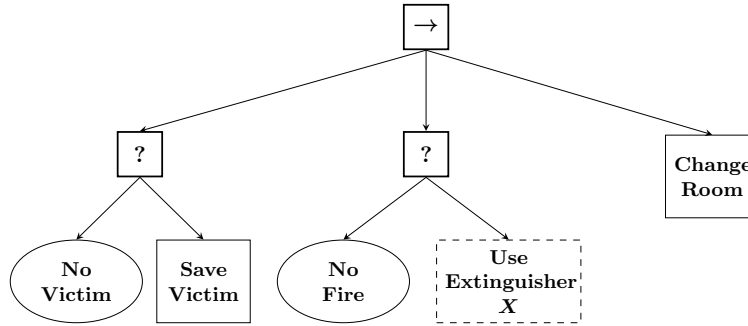 →
?
?
Change
Room
No
Victim
Save
Victim
No
Fire
Use
Extinguisher
X